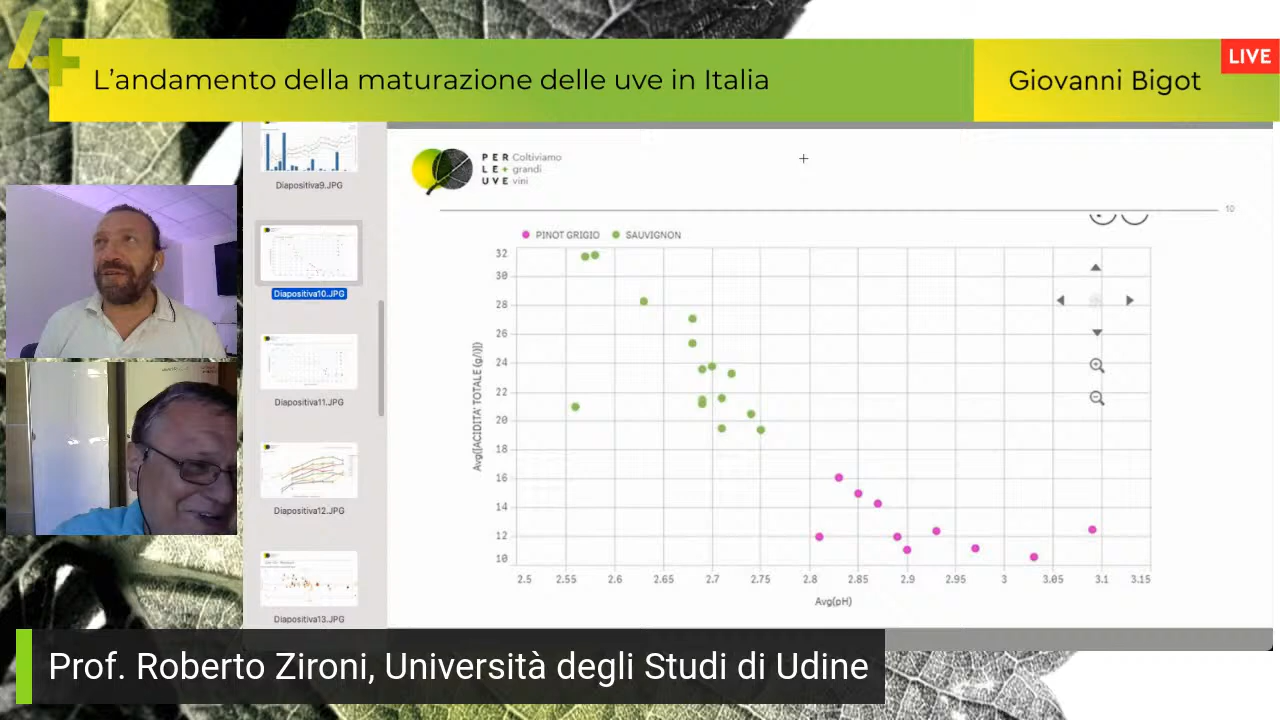 L'andamento della maturazione delle uve in Italia
Giovanni Bigot
LIVE
Diapositiva9.JPG
Diapositiva10.JPG
Diapositiva11.JPG
Diapositiva12.JPG
Diapositiva13.JPG
PER Coltiviamo
LE+ grandi
UVE vini
10
PINOT GRIGIO SAUVIGNON
32
30
28
26
24
22
20
18
16
14
12
10
Avg([ACIDITA' TOTALE (g/l)])
2.5 2.55 2.6 2.65 2.7 2.75 2.8 2.85 2.9 2.95 3 3.05 3.1 3.15
Avg(pH)
Prof. Roberto Zironi, Università degli Studi di Udine